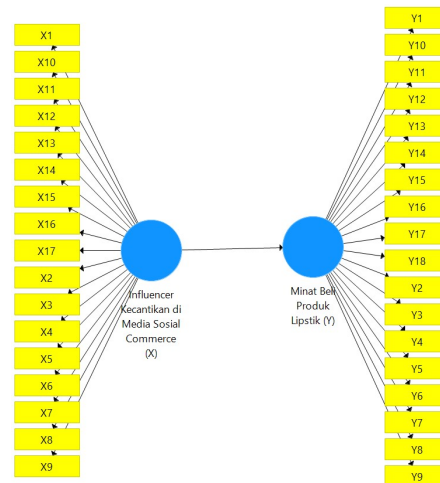 X1
X10
X11
X12
X13
X14
X15
X16
X17
X2
X3
X4
X5
X6
X7
X8
X9
Influencer
Kecantikan di
Media Sosial
Commerce
(X)
Minat Beli
Produk
Lipstik (Y)
Y1
Y10
Y11
Y12
Y13
Y14
Y15
Y16
Y17
Y18
Y2
Y3
Y4
Y5
Y6
Y7
Y8
Y9